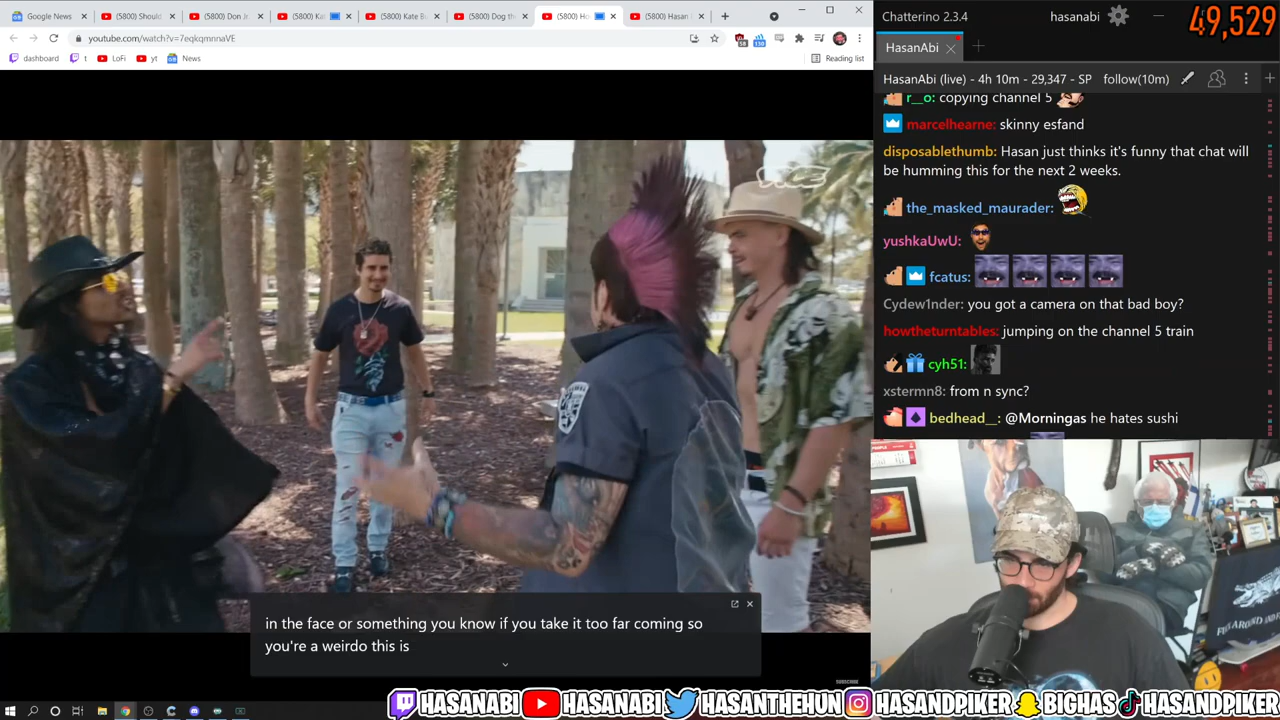 Google News
(5800) Should
(5800) Don J
(5800) Ka
(5800) Kate B
(5800) Dog th
(5800) Ho
(5800) Hasan
youtube.com/watch?v=7eqkqmnnaVE
dashboard
t
LoFi
yt
News
Reading list
in the face or something you know if you take it too far coming so
you're a weirdo this is
SUBSCRIBE
Chatterino 2.3.4
hasanabi
49,529
HasanAbi
HasanAbi (live) - 4h 10m - 29,347 - SP
follow(10m)
r__o: copying channel 5
marcelhearne: skinny esfand
disposablethumb: Hasan just thinks it's funny that chat will
be humming this for the next 2 weeks.
the_masked_maurader:
yushkaUwU:
fcatus:
Cydew1nder: you got a camera on that bad boy?
howtheturntables: jumping on the channel 5 train
cyh51:
xstermn8: from n sync?
bedhead__: @Morningas he hates sushi
HASANABI
HASANABI
HASANTHEHUN
HASANDPIKER
BIGHAS
HASANDPIKER